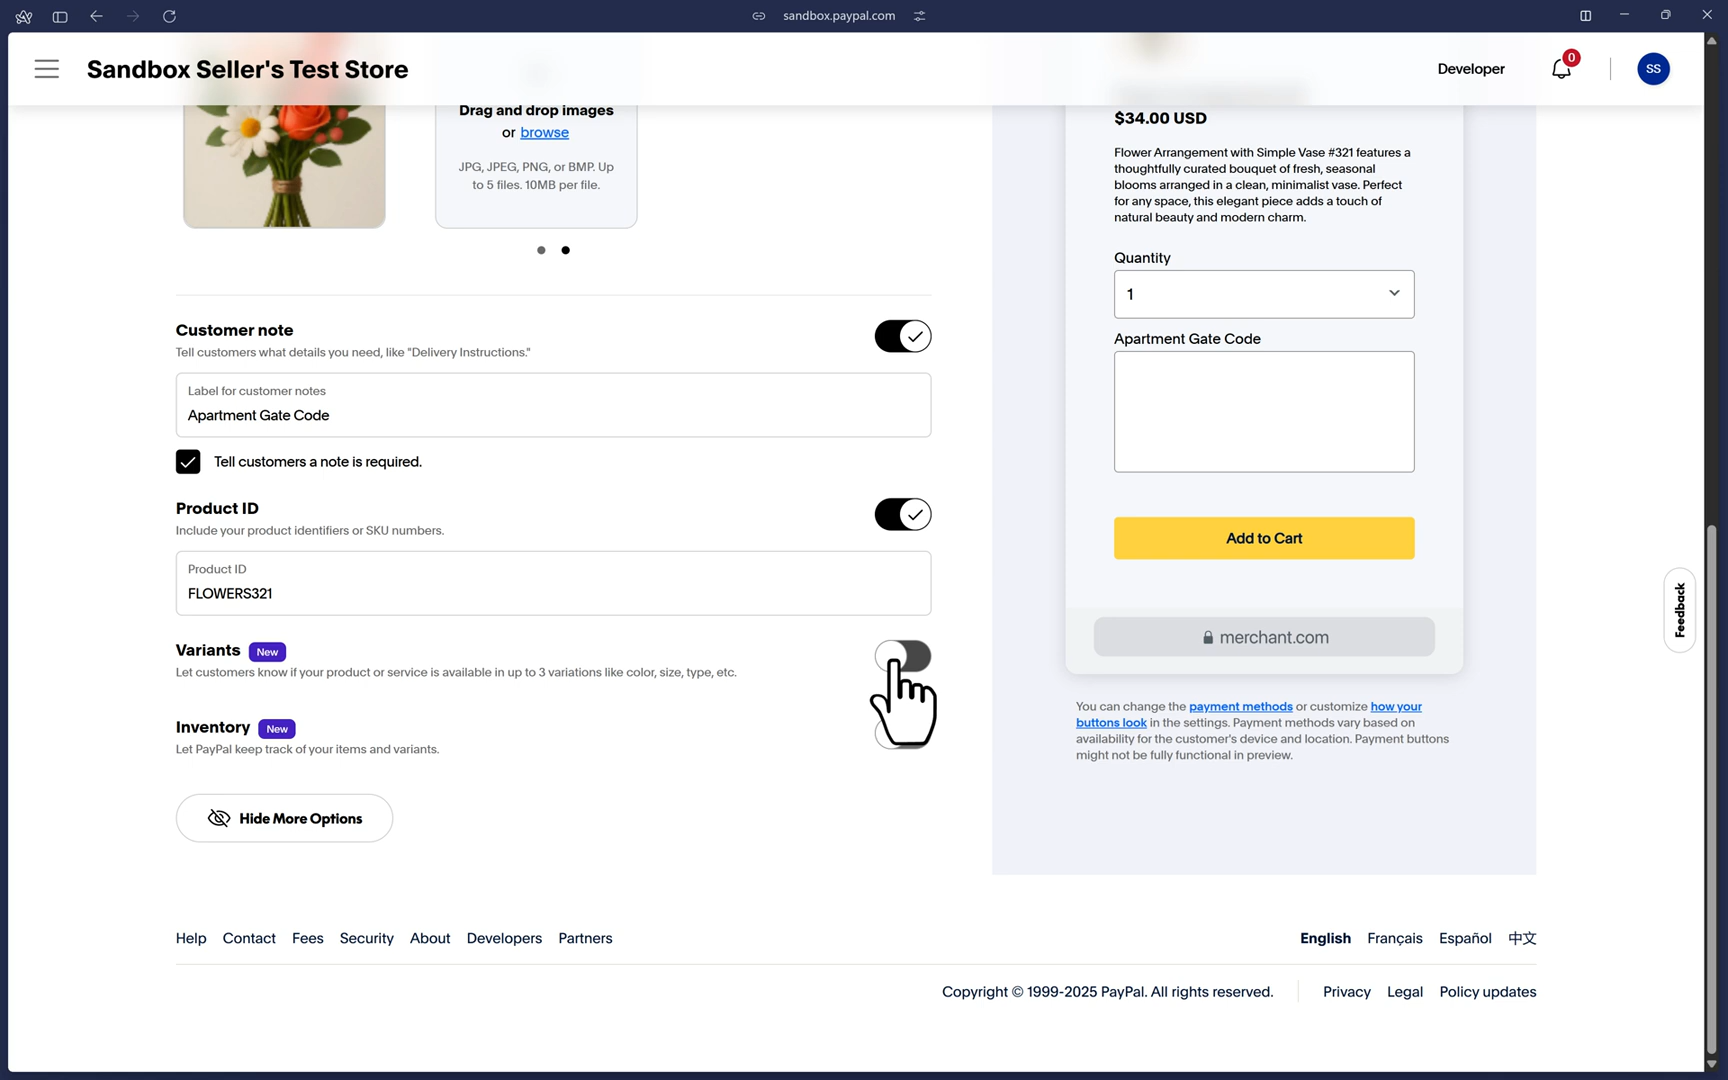 sandbox.paypal.com
Sandbox Seller's Test Store
Developer
0
SS
Drag and drop images
or browse
JPG, JPEG, PNG, or BMP. Up
to 5 files. 10MB per file.
Customer note
Tell customers what details you need, like "Delivery Instructions."
Label for customer notes
Apartment Gate Code
Tell customers a note is required.
Product ID
Include your product identifiers or SKU numbers.
Product ID
FLOWERS321
Variants New
Let customers know if your product or service is available in up to 3 variations like color, size, type, etc.
Inventory New
Let PayPal keep track of your items and variants.
Hide More Options
$34.00 USD
Flower Arrangement with Simple Vase #321 features a
thoughtfully curated bouquet of fresh, seasonal
blooms arranged in a clean, minimalist vase. Perfect
for any space, this elegant piece adds a touch of
natural beauty and modern charm.
Quantity
1
Apartment Gate Code
Add to Cart
merchant.com
You can change the payment methods or customize how your
buttons look in the settings. Payment methods vary based on
availability for the customer's device and location. Payment buttons
might not be fully functional in preview.
Feedback
Help Contact Fees Security About Developers Partners
English Français Español 中文
Copyright © 1999-2025 PayPal. All rights reserved.
Privacy Legal Policy updates